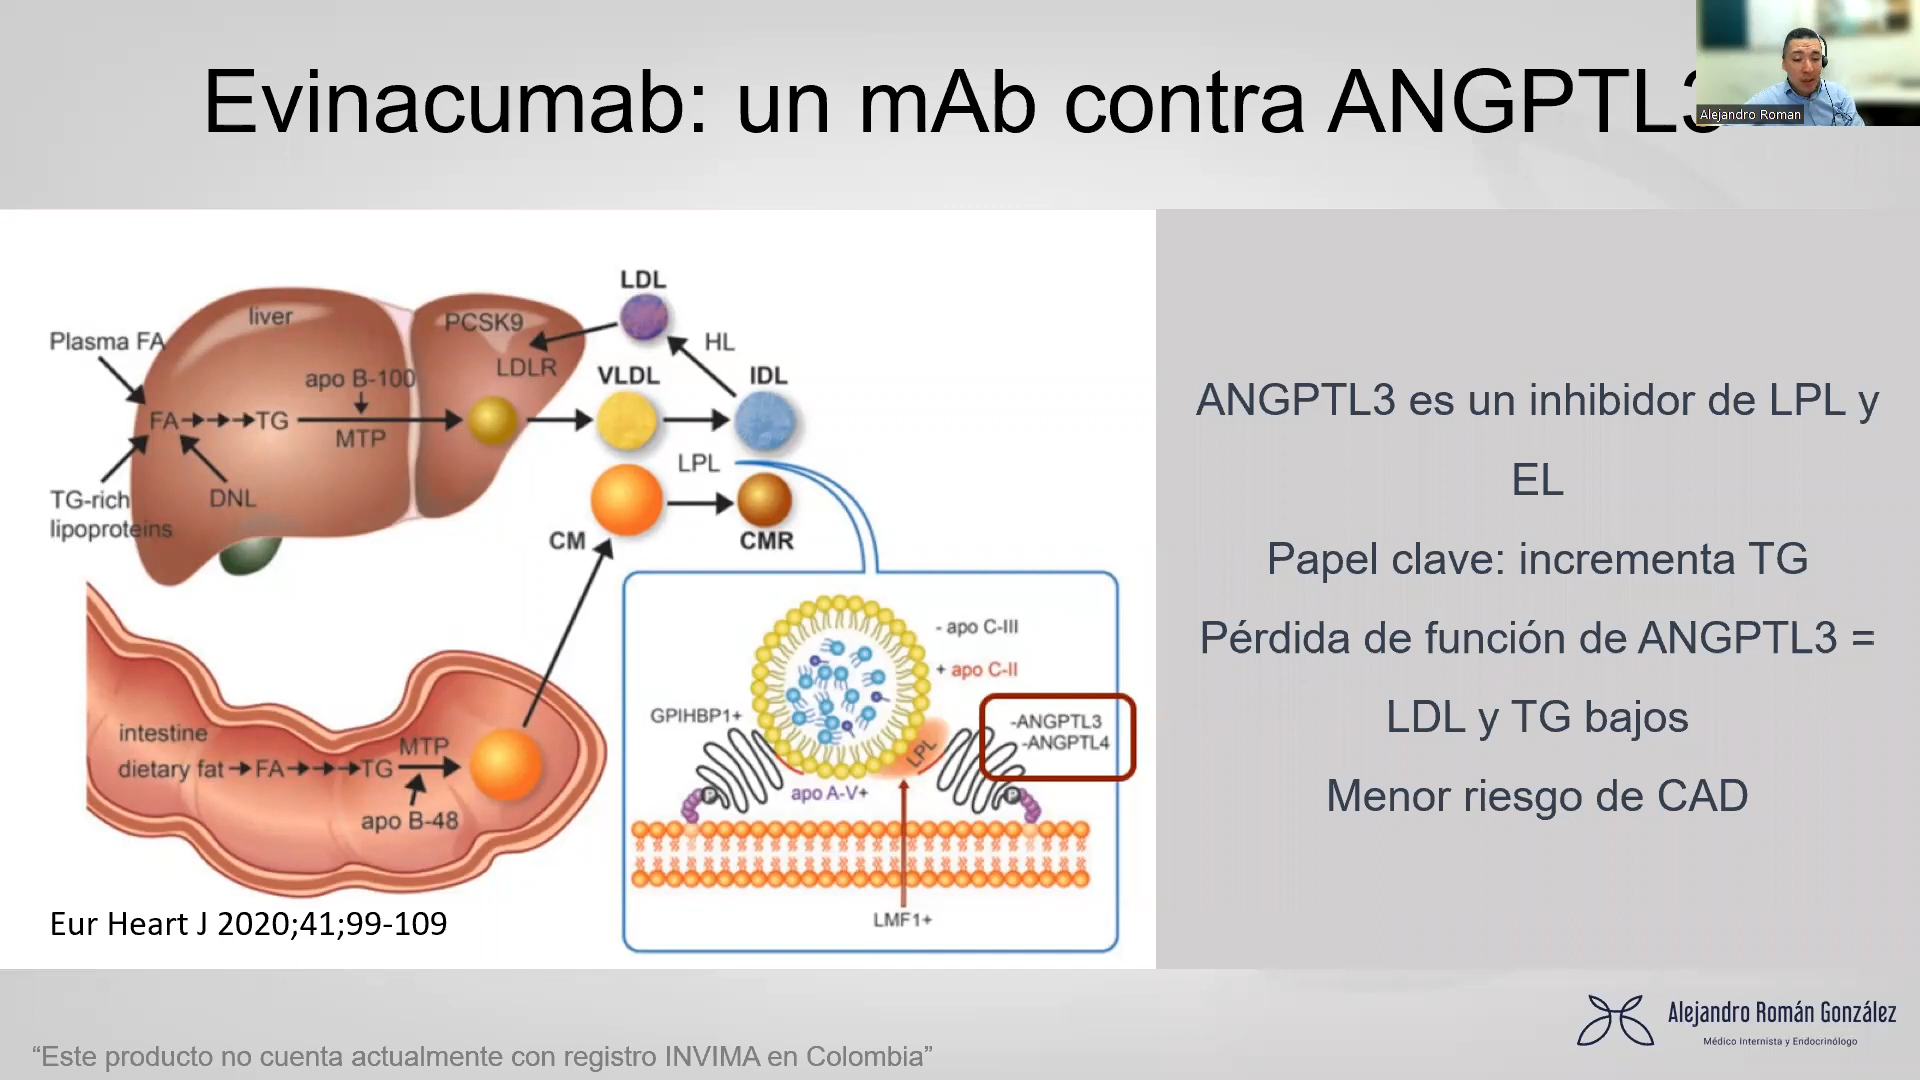 Evinacumab: un mAb contra ANGPTL3
Alejandro Roman
LDL
liver
PCSK9
Plasma FA
HL
LDLR
VLDL
IDL
apo B-100
FA
TG
MTP
LPL
TG-rich
lipoproteins
DNL
CM
CMR
- apo C-III
+ apo C-II
GPIHBP1+
-ANGPTL3
-ANGPTL4
LPL
intestine
MTP
dietary fat
FA
TG
P
apo A-V+
P
apo B-48
LMF1+
Eur Heart J 2020;41;99-109
ANGPTL3 es un inhibidor de LPL y
EL
Papel clave: incrementa TG
Pérdida de función de ANGPTL3 =
LDL y TG bajos
Menor riesgo de CAD
Alejandro Román González
Médico Internista y Endocrinólogo
“Este producto no cuenta actualmente con registro INVIMA en Colombia”